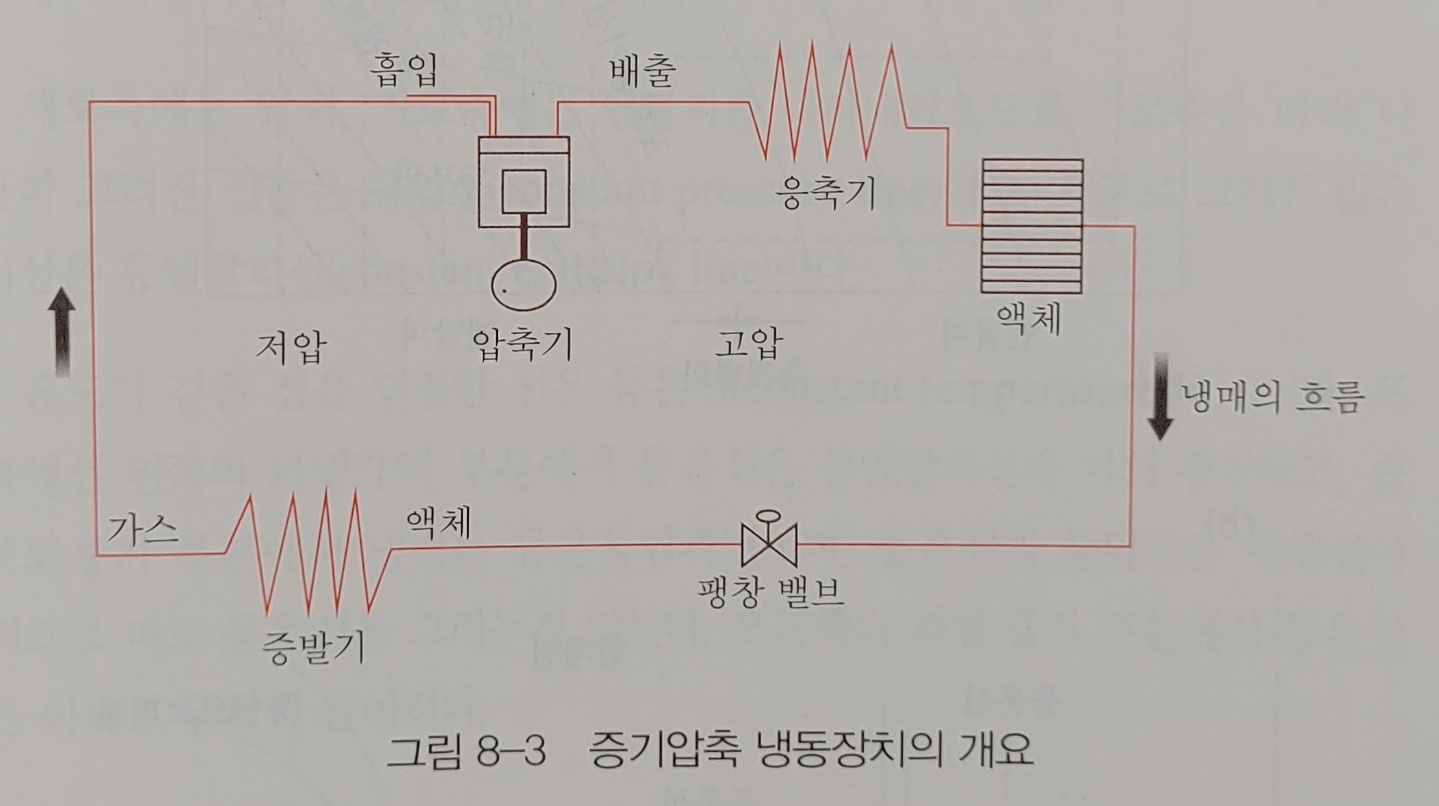 흡입
배출
응축기
액체
저압
압축기
고압
냉매의 흐름
가스
액체
팽창 밸브
증발기
그림 8-3 증기압축 냉동장치의 개요